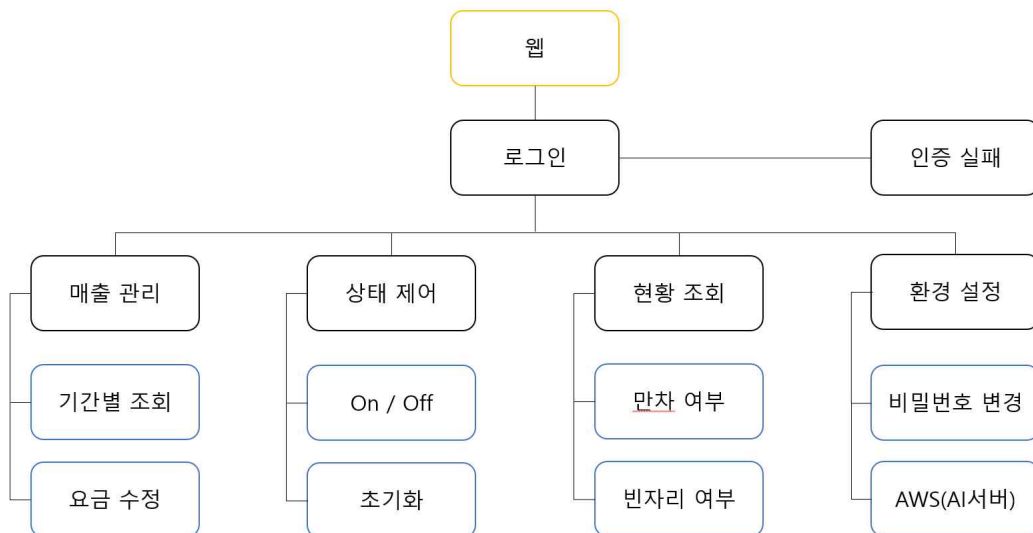 웹
로그인
인증 실패
매출 관리
상태 제어
현황 조회
환경 설정
기간별 조회
On / Off
만차 여부
비밀번호 변경
요금 수정
초기화
빈자리 여부
AWS(AI서버)